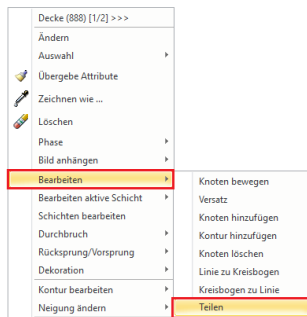 Decke (888) [1/2] >>>
Ändern
Auswahl
Übergebe Attribute
Zeichnen wie ...
Löschen
Phase
Bild anhängen
Bearbeiten
Bearbeiten aktive Schicht
Schichten bearbeiten
Durchbruch
Rücksprung/Vorsprung
Dekoration
Kontur bearbeiten
Neigung ändern
Knoten bewegen
Versatz
Knoten hinzufügen
Kontur hinzufügen
Knoten löschen
Linie zu Kreisbogen
Kreisbogen zu Linie
Teilen